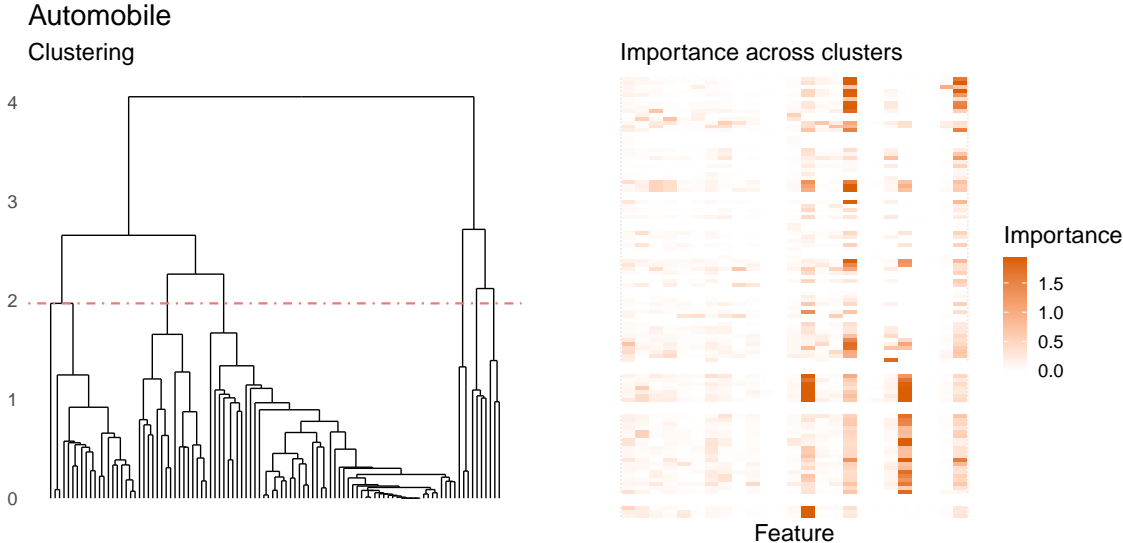 Automobile
Clustering
4
3
2
1
0
Importance across clusters
Feature
Importance
1.5
1.0
0.5
0.0